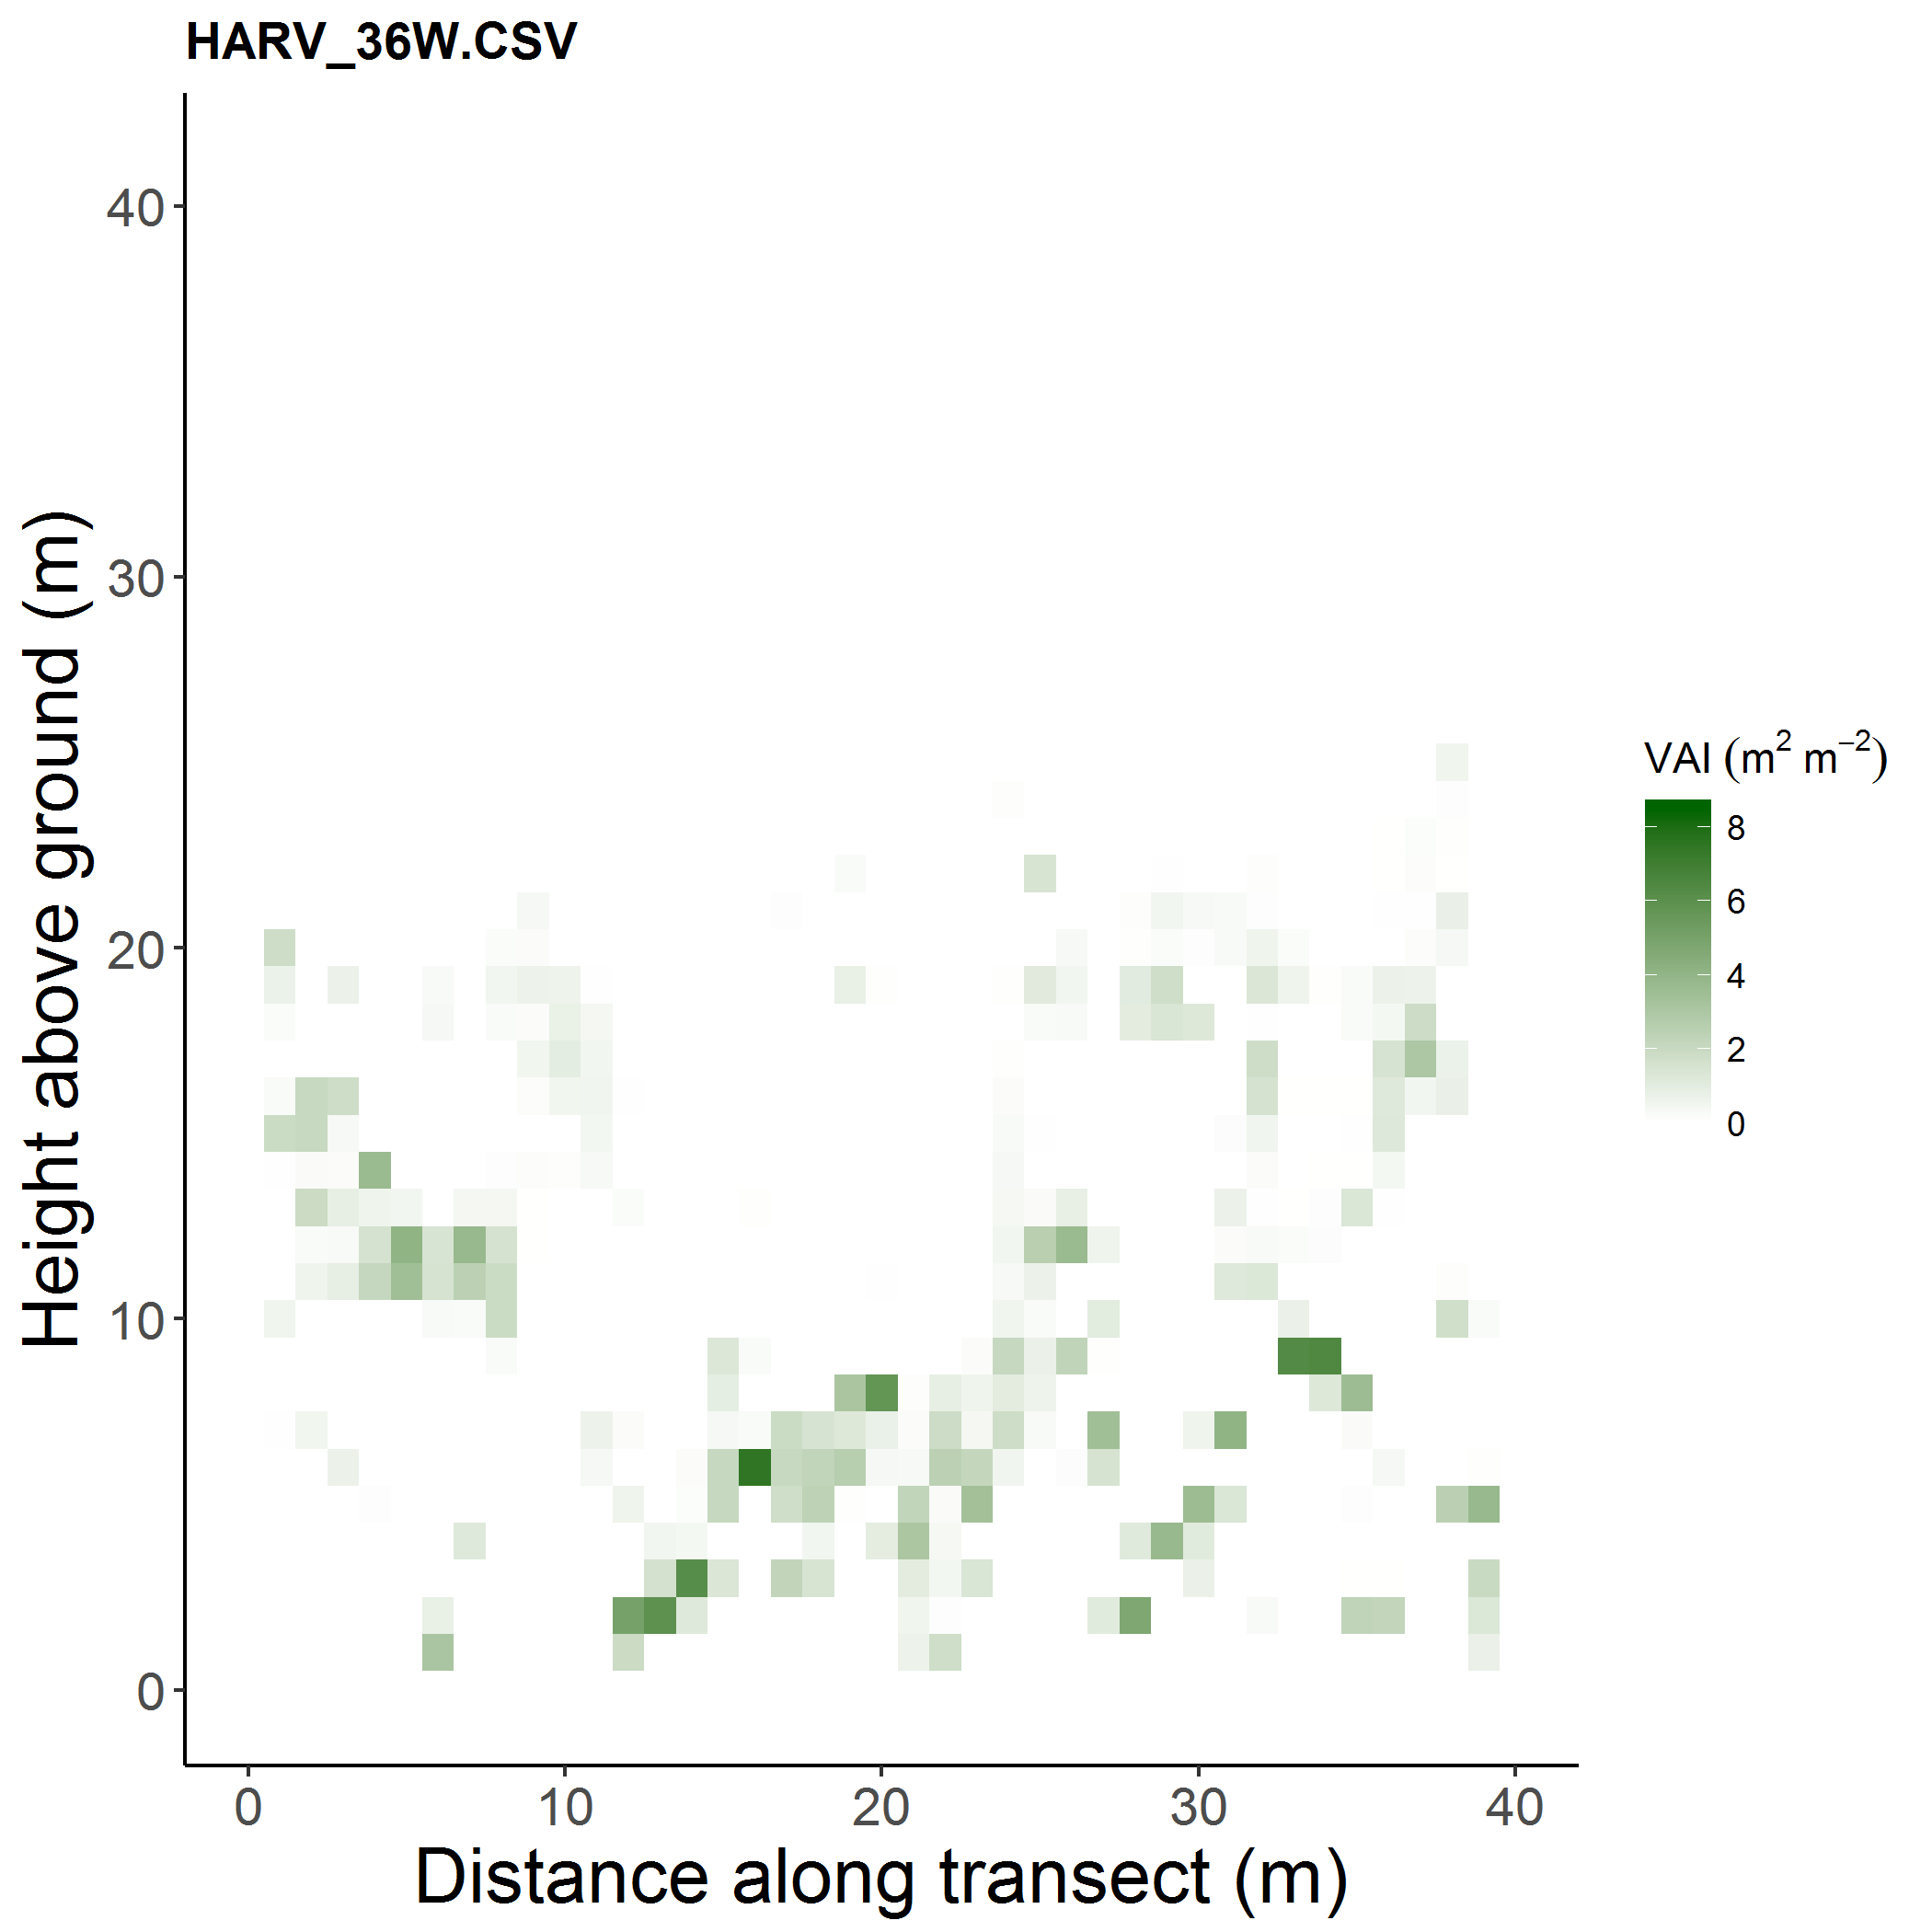 HARV_36W.CSV
Height above ground (m)
40
30
20
10
0
0 10 20 30 40
Distance along transect (m)
VAI (m² m⁻²)
8
6
4
2
0